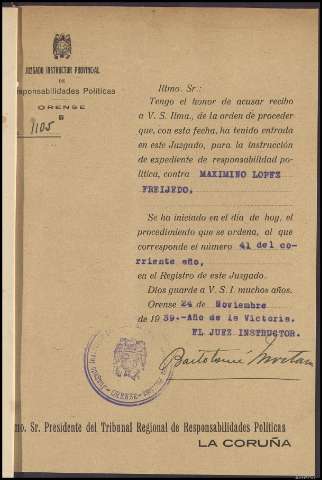 JUZGADO INSTRUCTOR PROVINCIAL
DE
esponsabilidades Políticas
ORENSE
1105
Iltmo. Sr.:
Tengo el honor de acusar recibo
a V. S. Ilma., de la orden de proceder
que, con esta fecha, ha tenido entrada
en este Juzgado, para la instrucción
de expediente de responsabilidad po-
lítica, contra MAXIMINO LOPEZ
FREIJEDO,
Se ha iniciado en el día de hoy, el
procedimiento que se ordena, al que
corresponde el número 41 del co-
rriente año,
en el Registro de este Juzgado.
Dios guarde a V. S. I. muchos años.
Orense 24 de Noviembre
de 1939.-Año de la Victoria.
EL JUEZ INSTRUCTOR.
Bartolomé
mo. Sr. Presidente del Tribunal Regional de Responsabilidades Políticas
LA CORUÑA